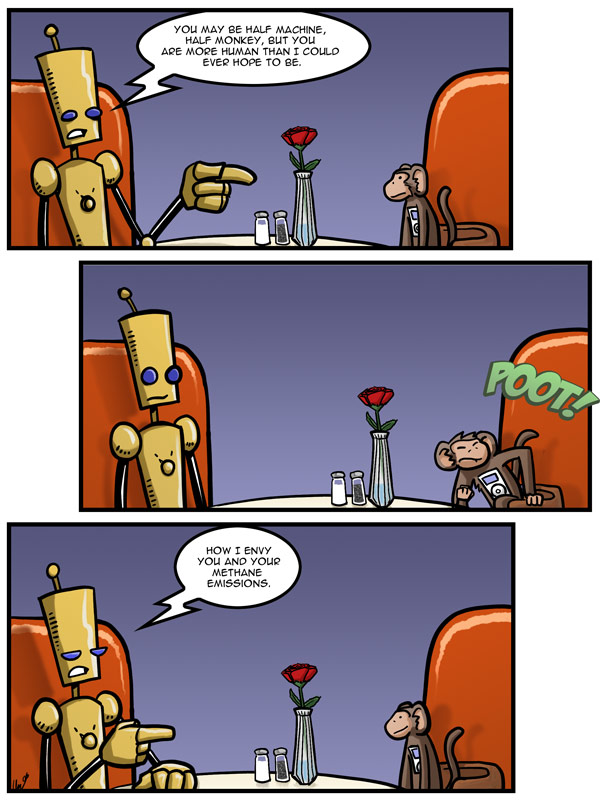 YOU MAY BE HALF MACHINE,
HALF MONKEY, BUT YOU
ARE MORE HUMAN THAN I COULD
EVER HOPE TO BE.
POOT!
HOW I ENVY
YOU AND YOUR
METHANE
EMISSIONS.